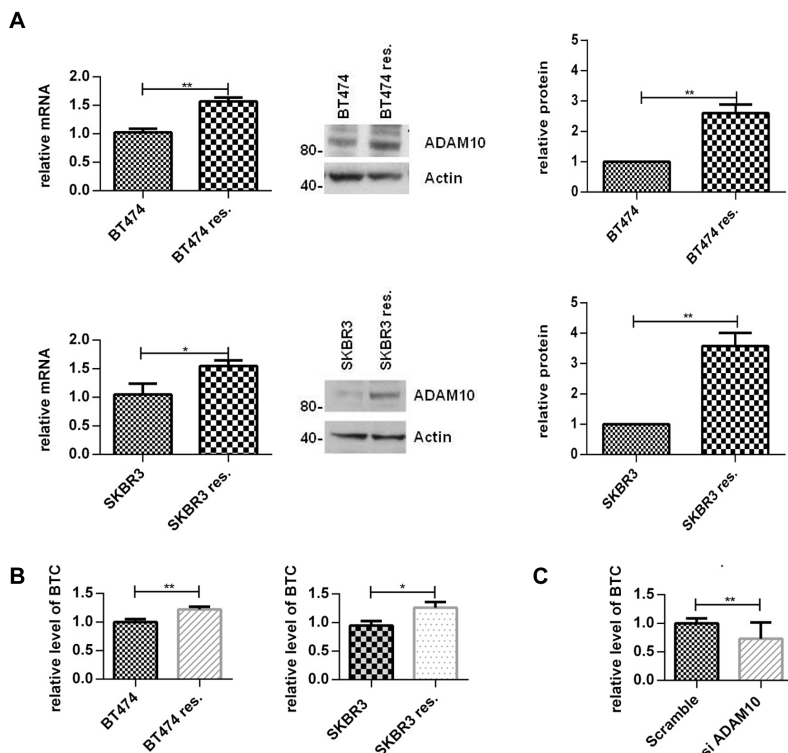 A
relative mRNA
2.0
1.5
1.0
0.5
0.0
**
BT474
BT474 res.
BT474
BT474 res.
80-
ADAM10
40-
Actin
relative protein
5
4
3
2
1
0
**
BT474
BT474 res.
relative mRNA
2.0
1.5
1.0
0.5
0.0
*
SKBR3
SKBR3 res.
SKBR3
SKBR3 res.
80-
ADAM10
40-
Actin
relative protein
5
4
3
2
1
0
**
SKBR3
SKBR3 res.
B
relative level of BTC
1.5
1.0
0.5
0.0
**
BT474
BT474 res.
relative level of BTC
1.5
1.0
0.5
0.0
*
SKBR3
SKBR3 res.
C
relative level of BTC
1.5
1.0
0.5
0.0
**
Scramble
si ADAM10